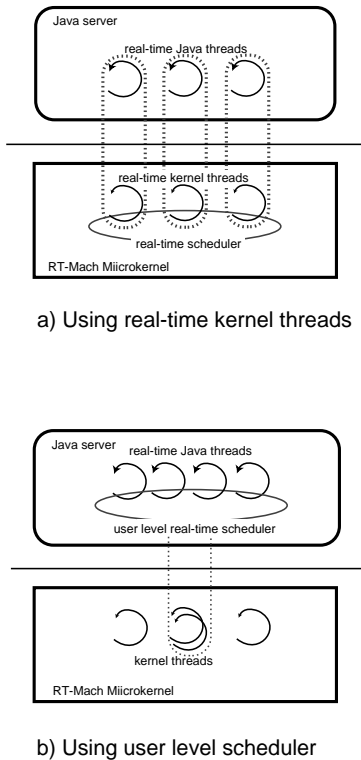 Java server
real-time Java threads
real-time kernel threads
real-time scheduler
RT-Mach Miicrokernel
a) Using real-time kernel threads
Java server
real-time Java threads
user level real-time scheduler
kernel threads
RT-Mach Miicrokernel
b) Using user level scheduler